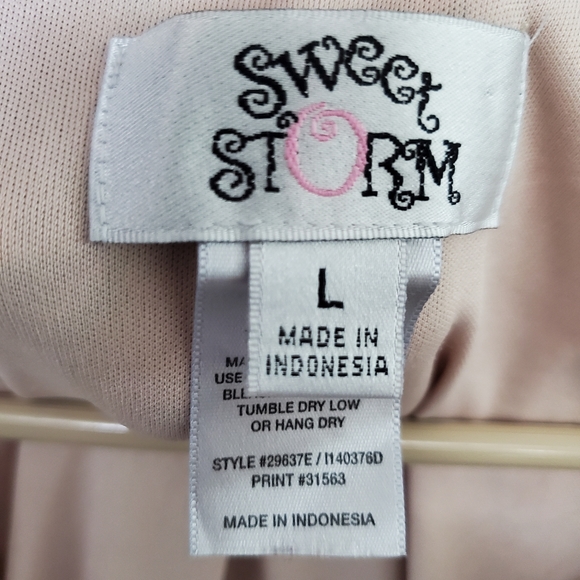 Sweet
STORM
L
MADE IN
INDONESIA
USE
TUMBLE DRY LOW
OR HANG DRY
STYLE #29637E / I140376D
PRINT #31563
MADE IN INDONESIA